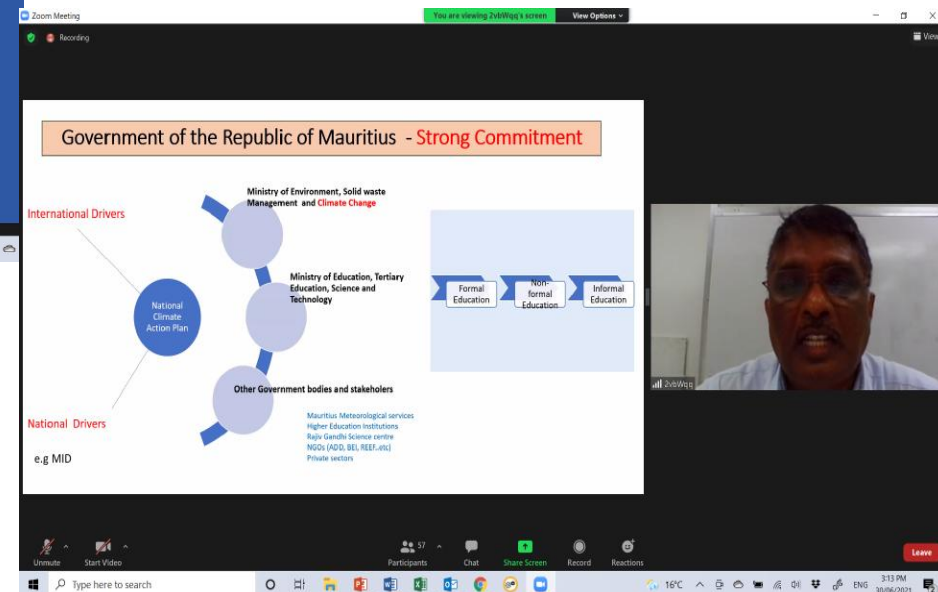 Zoom Meeting
You are viewing 2vbWqq's screen
View Options
Recording
View
Government of the Republic of Mauritius - Strong Commitment
International Drivers
National
Climate
Action Plan
National Drivers
e.g MID
Ministry of Environment, Solid waste
Management and Climate Change
Ministry of Education, Tertiary
Education, Science and
Technology
Other Government bodies and stakeholders
Mauritius Meteorological services
Higher Education Institutions
Rajiv Gandhi Science centre
NGOs (ADD, BEI, REEF..etc)
Private sectors
Formal
Education
Non-
formal
Education
Informal
Education
2vbWqq
Unmute
Start Video
57
Participants
Chat
Share Screen
Record
Reactions
Leave
Type here to search
16°C
ENG
3:13 PM
30/06/2021